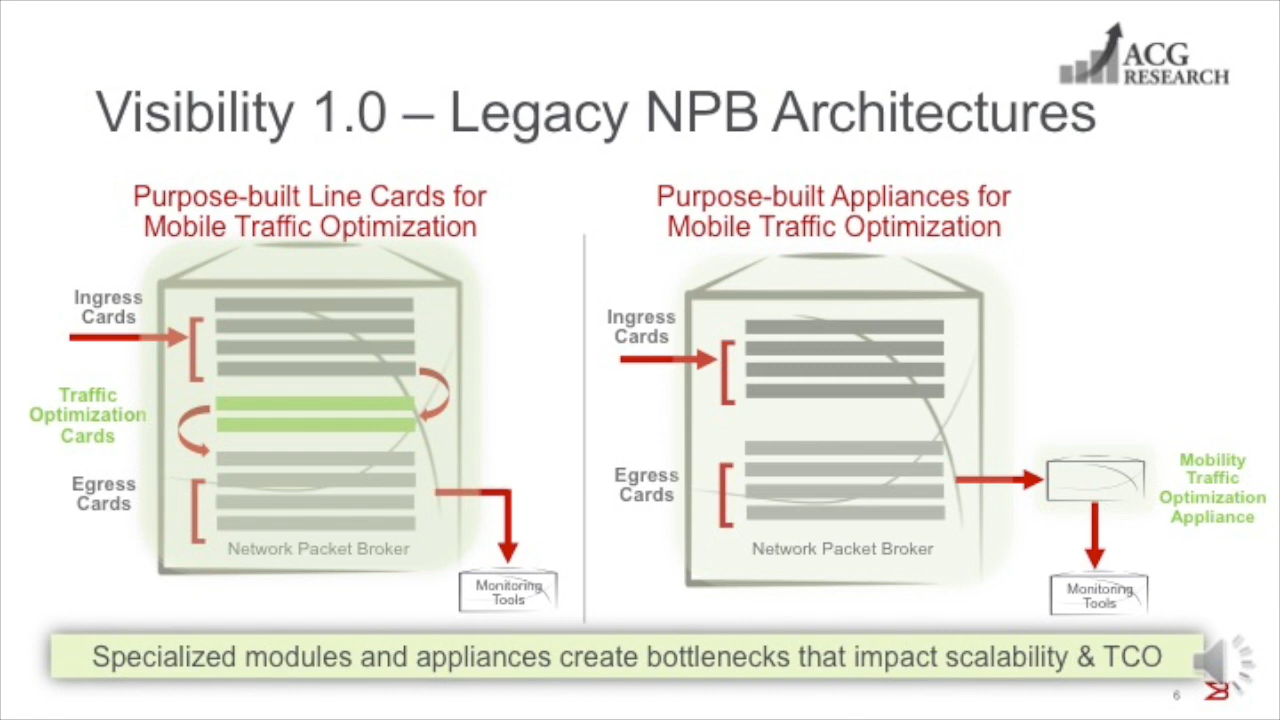 ACG
RESEARCH
Visibility 1.0 – Legacy NPB Architectures
Purpose-built Line Cards for
Mobile Traffic Optimization
Ingress
Cards
Traffic
Optimization
Cards
Egress
Cards
Network Packet Broker
Monitoring
Tools
Purpose-built Appliances for
Mobile Traffic Optimization
Ingress
Cards
Egress
Cards
Network Packet Broker
Mobility
Traffic
Optimization
Appliance
Monitoring
Tools
Specialized modules and appliances create bottlenecks that impact scalability & TCO
6